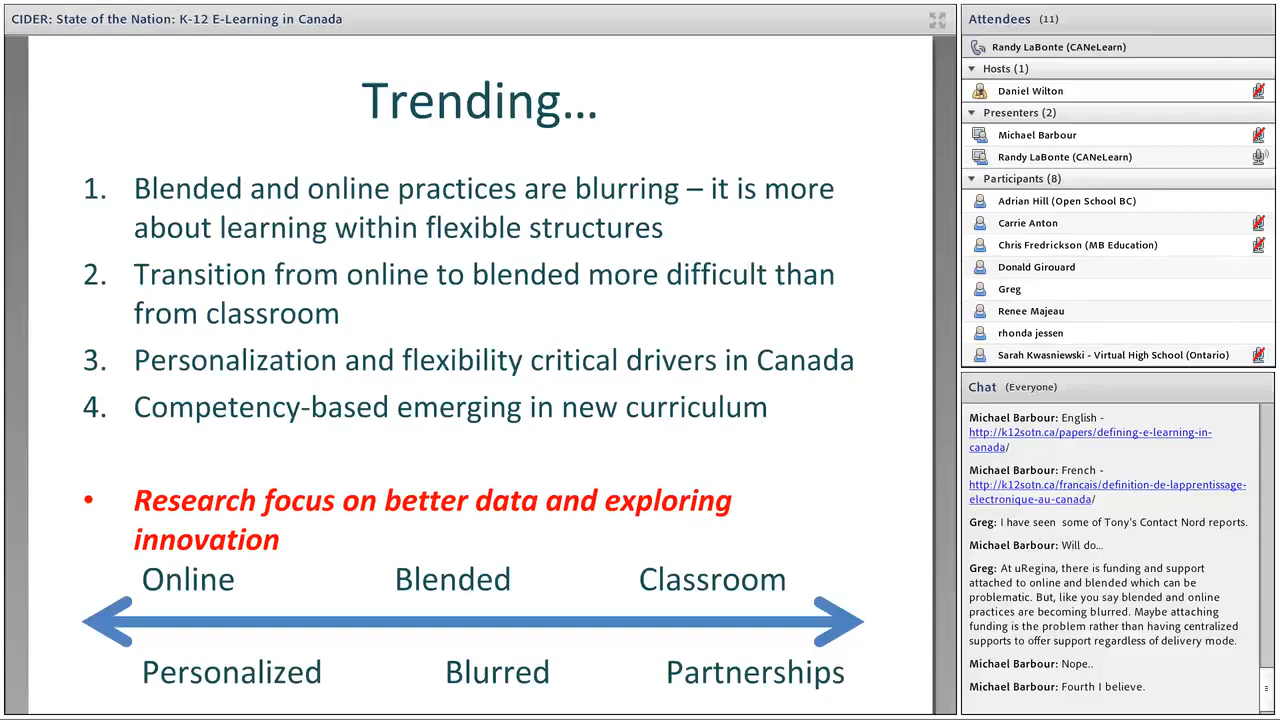 CIDER: State of the Nation: K-12 E-Learning in Canada
Trending...
1. Blended and online practices are blurring – it is more
about learning within flexible structures
2. Transition from online to blended more difficult than
from classroom
3. Personalization and flexibility critical drivers in Canada
4. Competency-based emerging in new curriculum
• Research focus on better data and exploring
innovation
Online Blended Classroom
Personalized Blurred Partnerships
Attendees (11)
Randy LaBonte (CANeLearn)
Hosts (1)
Daniel Wilton
Presenters (2)
Michael Barbour
Randy LaBonte (CANeLearn)
Participants (8)
Adrian Hill (Open School BC)
Carrie Anton
Chris Fredrickson (MB Education)
Donald Girouard
Greg
Renee Majeau
rhonda jessen
Sarah Kwasniewski - Virtual High School (Ontario)
Chat (Everyone)
Michael Barbour: English -
http://k12sotn.ca/papers/defining-e-learning-in-
canada/
Michael Barbour: French -
http://k12sotn.ca/francais/definition-de-lapprentissage-
electronique-au-canada/
Greg: I have seen some of Tony's Contact Nord reports.
Michael Barbour: Will do...
Greg: At uRegina, there is funding and support
attached to online and blended which can be
problematic. But, like you say blended and online
practices are becoming blurred. Maybe attaching
funding is the problem rather than having centralized
supports to offer support regardless of delivery mode.
Michael Barbour: Nope..
Michael Barbour: Fourth I believe.